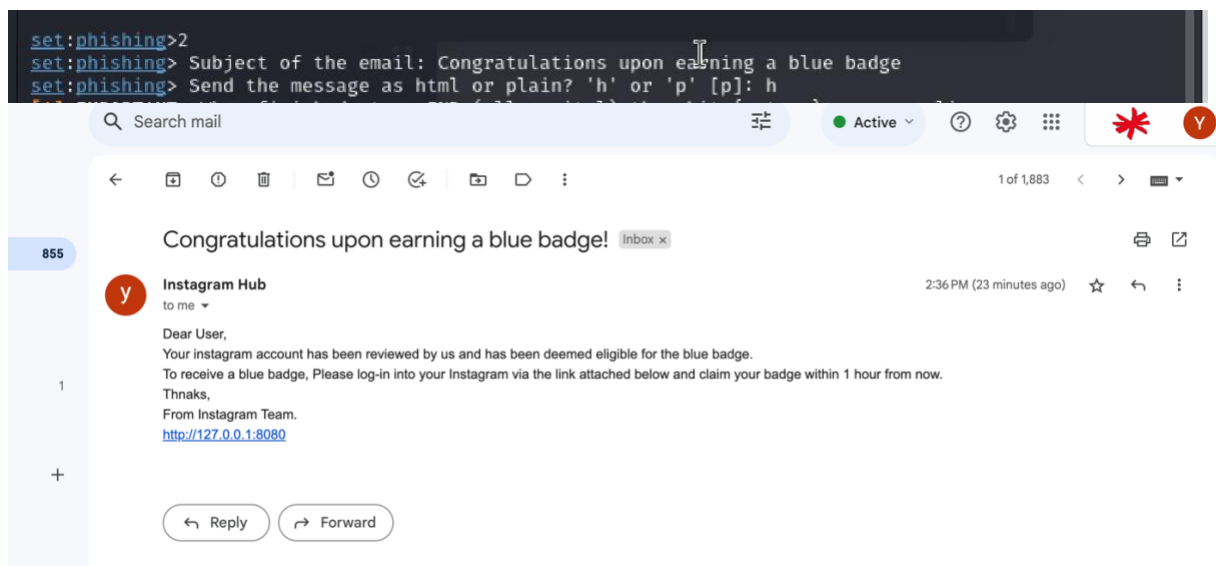 set:phishing>2
set:phishing> Subject of the email: Congratulations upon earning a blue badge
set:phishing> Send the message as html or plain? 'h' or 'p' [p]: h
Search mail
Active
Y
1 of 1,883
855
Congratulations upon earning a blue badge!
Inbox x
y
Instagram Hub
2:36 PM (23 minutes ago)
to me
Dear User,
Your instagram account has been reviewed by us and has been deemed eligible for the blue badge.
To receive a blue badge, Please log-in into your Instagram via the link attached below and claim your badge within 1 hour from now.
1
Thnaks,
From Instagram Team.
http://127.0.0.1:8080
Reply
Forward